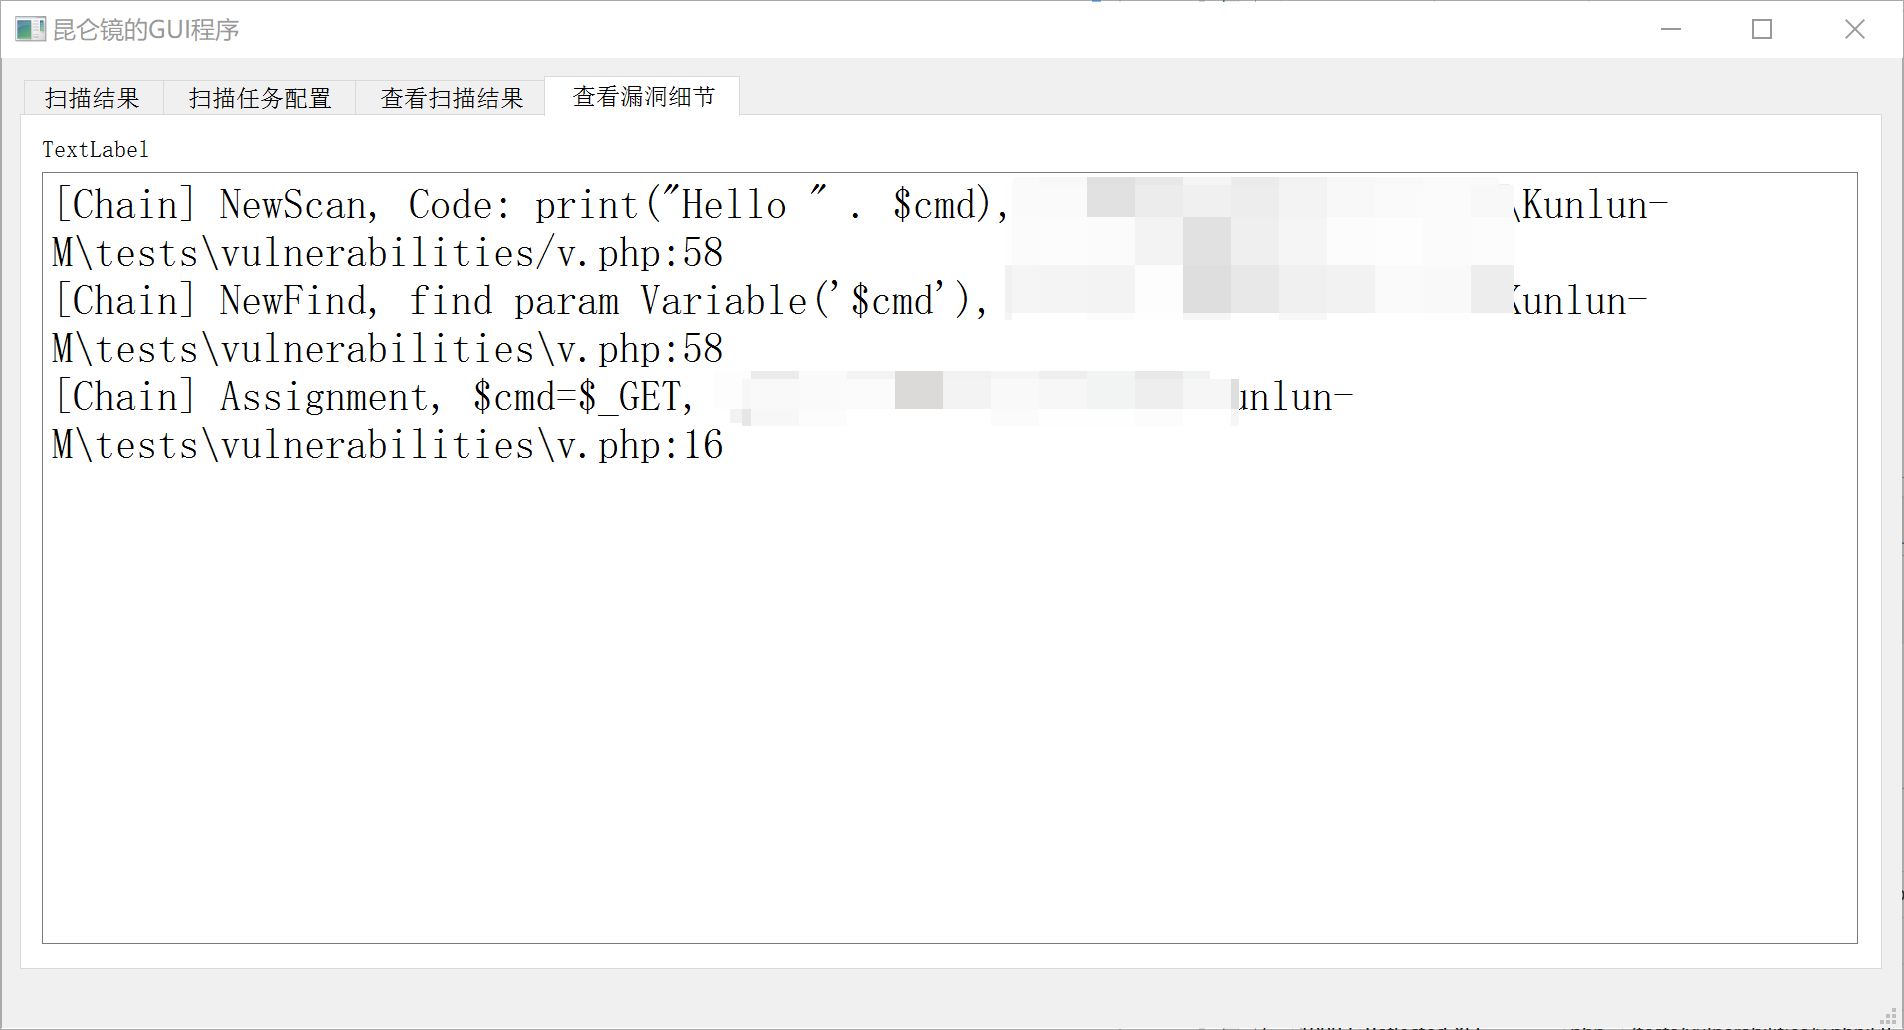 昆仑镜的GUI程序
扫描结果 扫描任务配置 查看扫描结果 查看漏洞细节
TextLabel
[Chain] NewScan, Code: print("Hello " . $cmd), \Kunlun-
M\tests\vulnerabilities/v.php:58
[Chain] NewFind, find param Variable('$cmd'), Kunlun-
M\tests\vulnerabilities\v.php:58
[Chain] Assignment, $cmd=$_GET, unlun-
M\tests\vulnerabilities\v.php:16